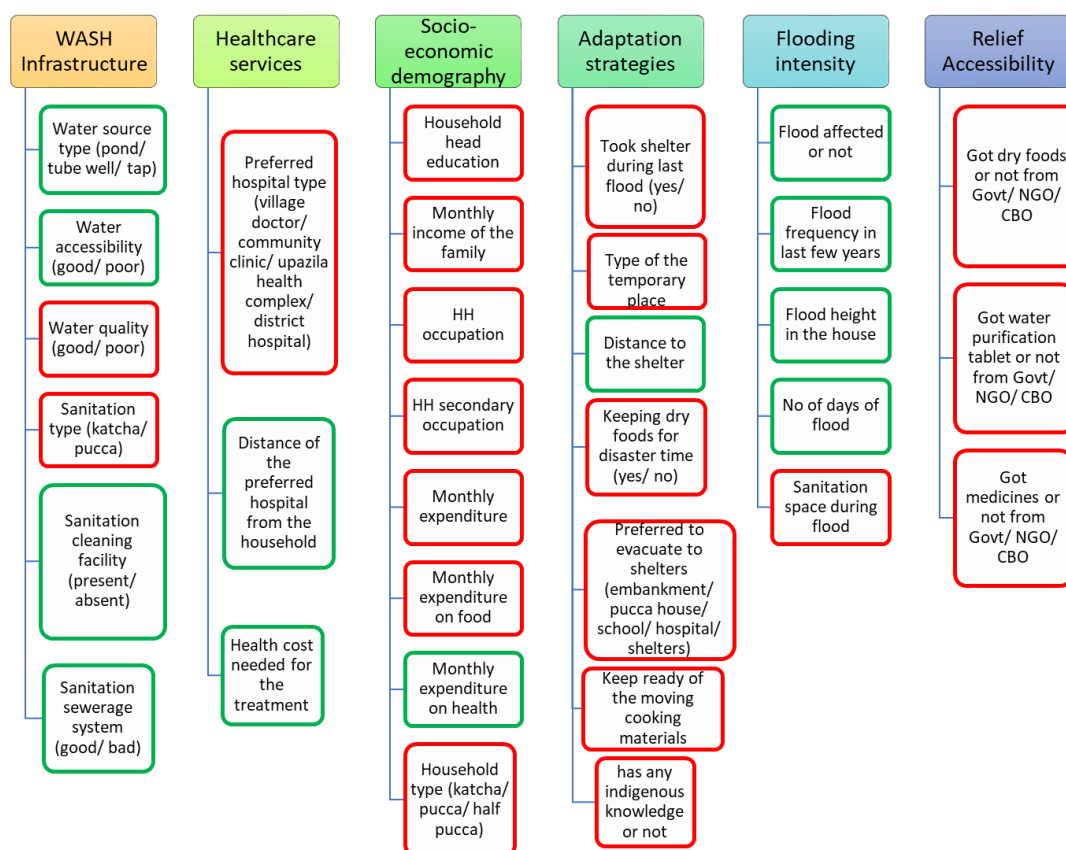 WASH
Infrastructure
Water source
type (pond/
tube well/ tap)
Water
accessibility
(good/ poor)
Water quality
(good/ poor)
Sanitation
type (katcha/
pucca)
Sanitation
cleaning
facility
(present/
absent)
Sanitation
sewerage
system
(good/ bad)
Healthcare
services
Preferred
hospital type
(village
doctor/
community
clinic/ upazila
health
complex/
district
hospital)
Distance of
the
preferred
hospital
from the
household
Health cost
needed for
the
treatment
Socio-
economic
demography
Household
head
education
Monthly
income of the
family
HH
occupation
HH secondary
occupation
Monthly
expenditure
Monthly
expenditure
on food
Monthly
expenditure
on health
Household
type (katcha/
pucca/ half
pucca)
Adaptation
strategies
Took shelter
during last
flood (yes/
no)
Type of the
temporary
place
Distance to
the shelter
Keeping dry
foods for
disaster time
(yes/ no)
Preferred to
evacuate to
shelters
(embankment/
pucca house/
school/ hospital/
shelters)
Keep ready of
the moving
cooking
materials
has any
indigenous
knowledge
or not
Flooding
intensity
Flood affected
or not
Flood
frequency in
last few years
Flood height
in the house
No of days of
flood
Sanitation
space during
flood
Relief
Accessibility
Got dry foods
or not from
Govt/ NGO/
CBO
Got water
purification
tablet or not
from Govt/
NGO/ CBO
Got
medicines or
not from
Govt/ NGO/
CBO